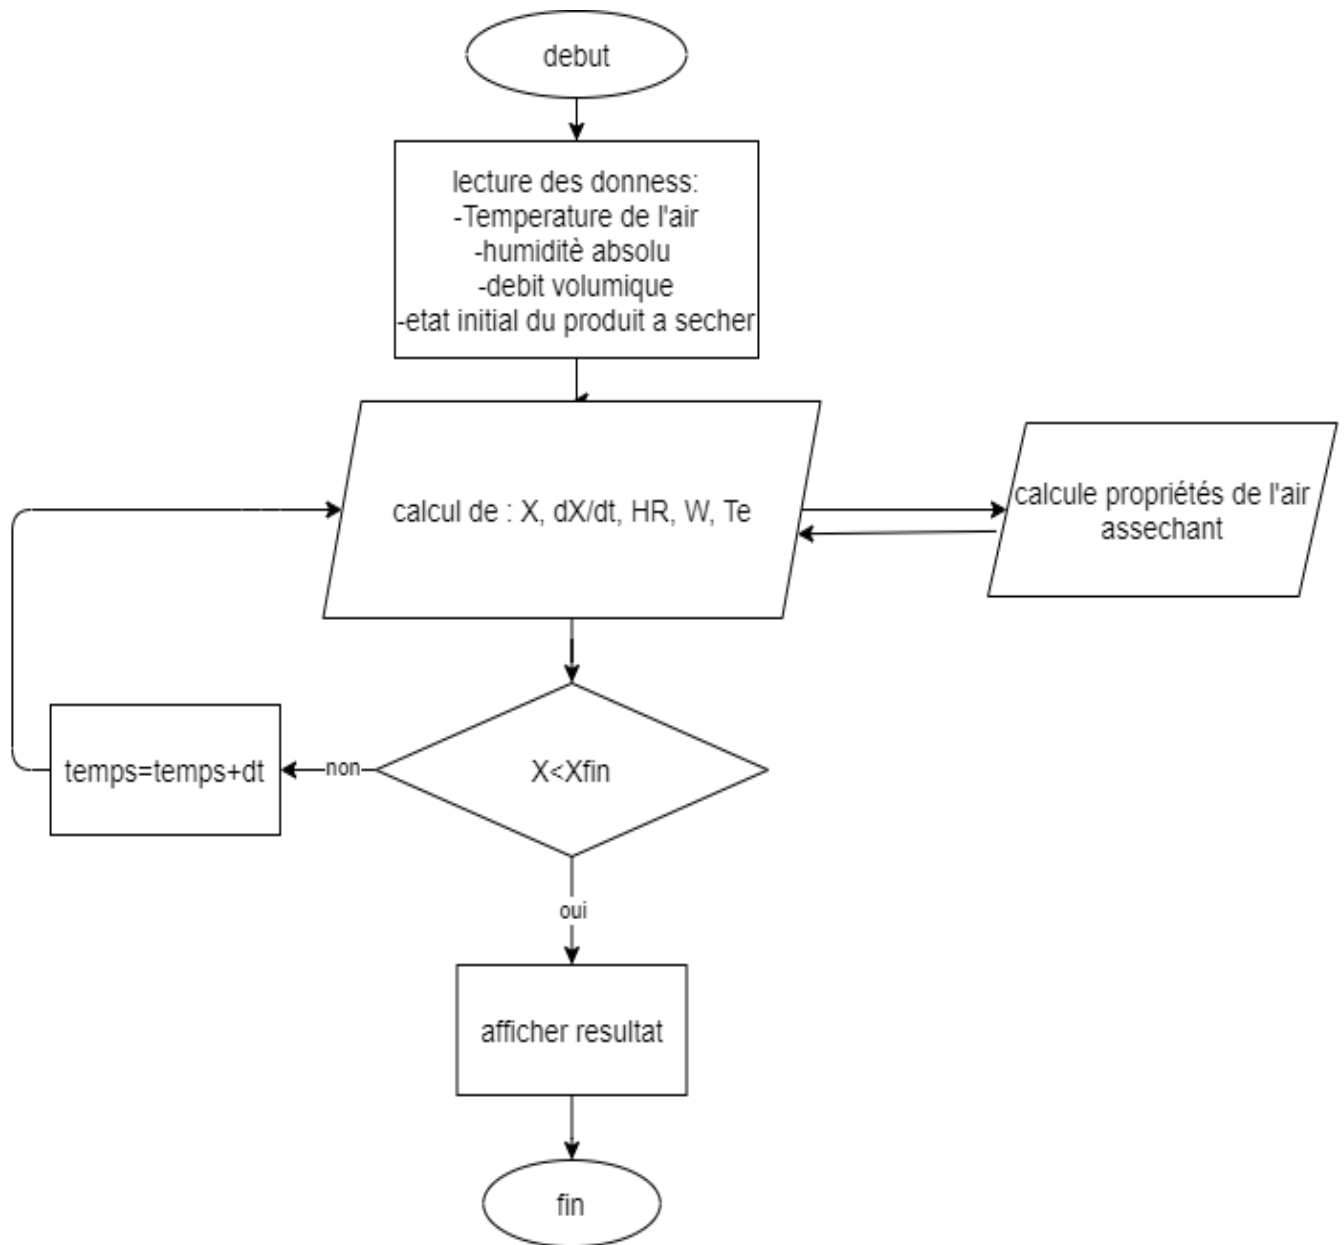 debut
lecture des donness:
-Temperature de l'air
-humiditè absolu
-debit volumique
-etat initial du produit a secher
calcul de : X, dX/dt, HR, W, Te
calcule propriétés de l'air
assechant
temps=temps+dt
non
X<Xfin
oui
afficher resultat
fin